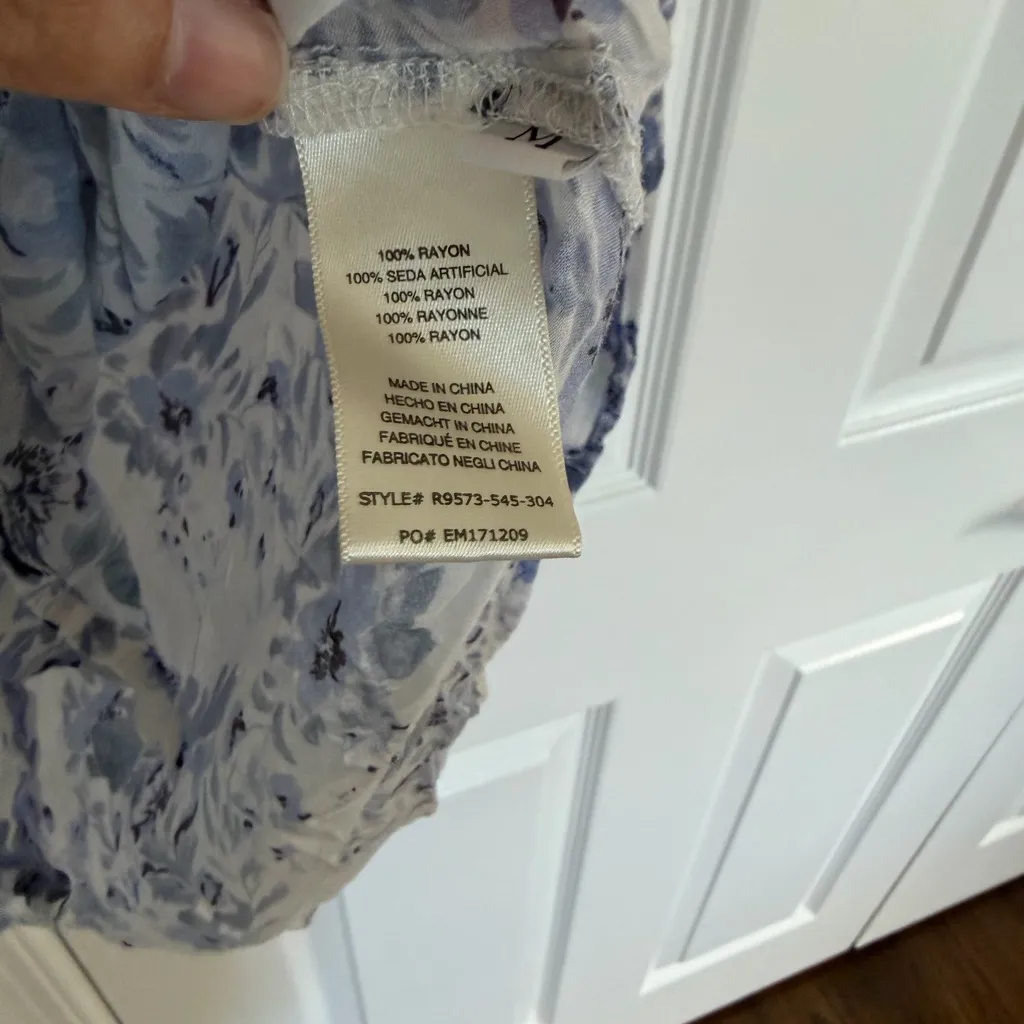 M
100% RAYON
100% SEDA ARTIFICIAL
100% RAYON
100% RAYONNE
100% RAYON
MADE IN CHINA
HECHO EN CHINA
GEMACHT IN CHINA
FABRIQUÉ EN CHINE
FABRICATO NEGLI CHINA
STYLE# R9573-545-304
PO# EM171209